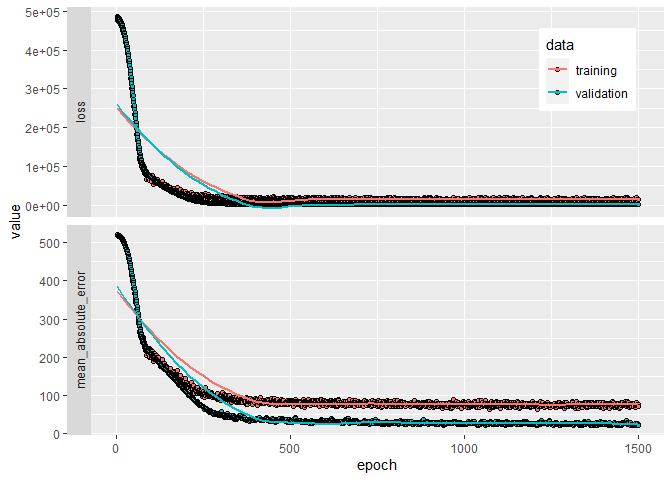 5e+05
4e+05
3e+05
2e+05
1e+05
0e+00
loss
data
training
validation
value
500
400
300
200
100
0
mean_absolute_error
0
500
1000
1500
epoch